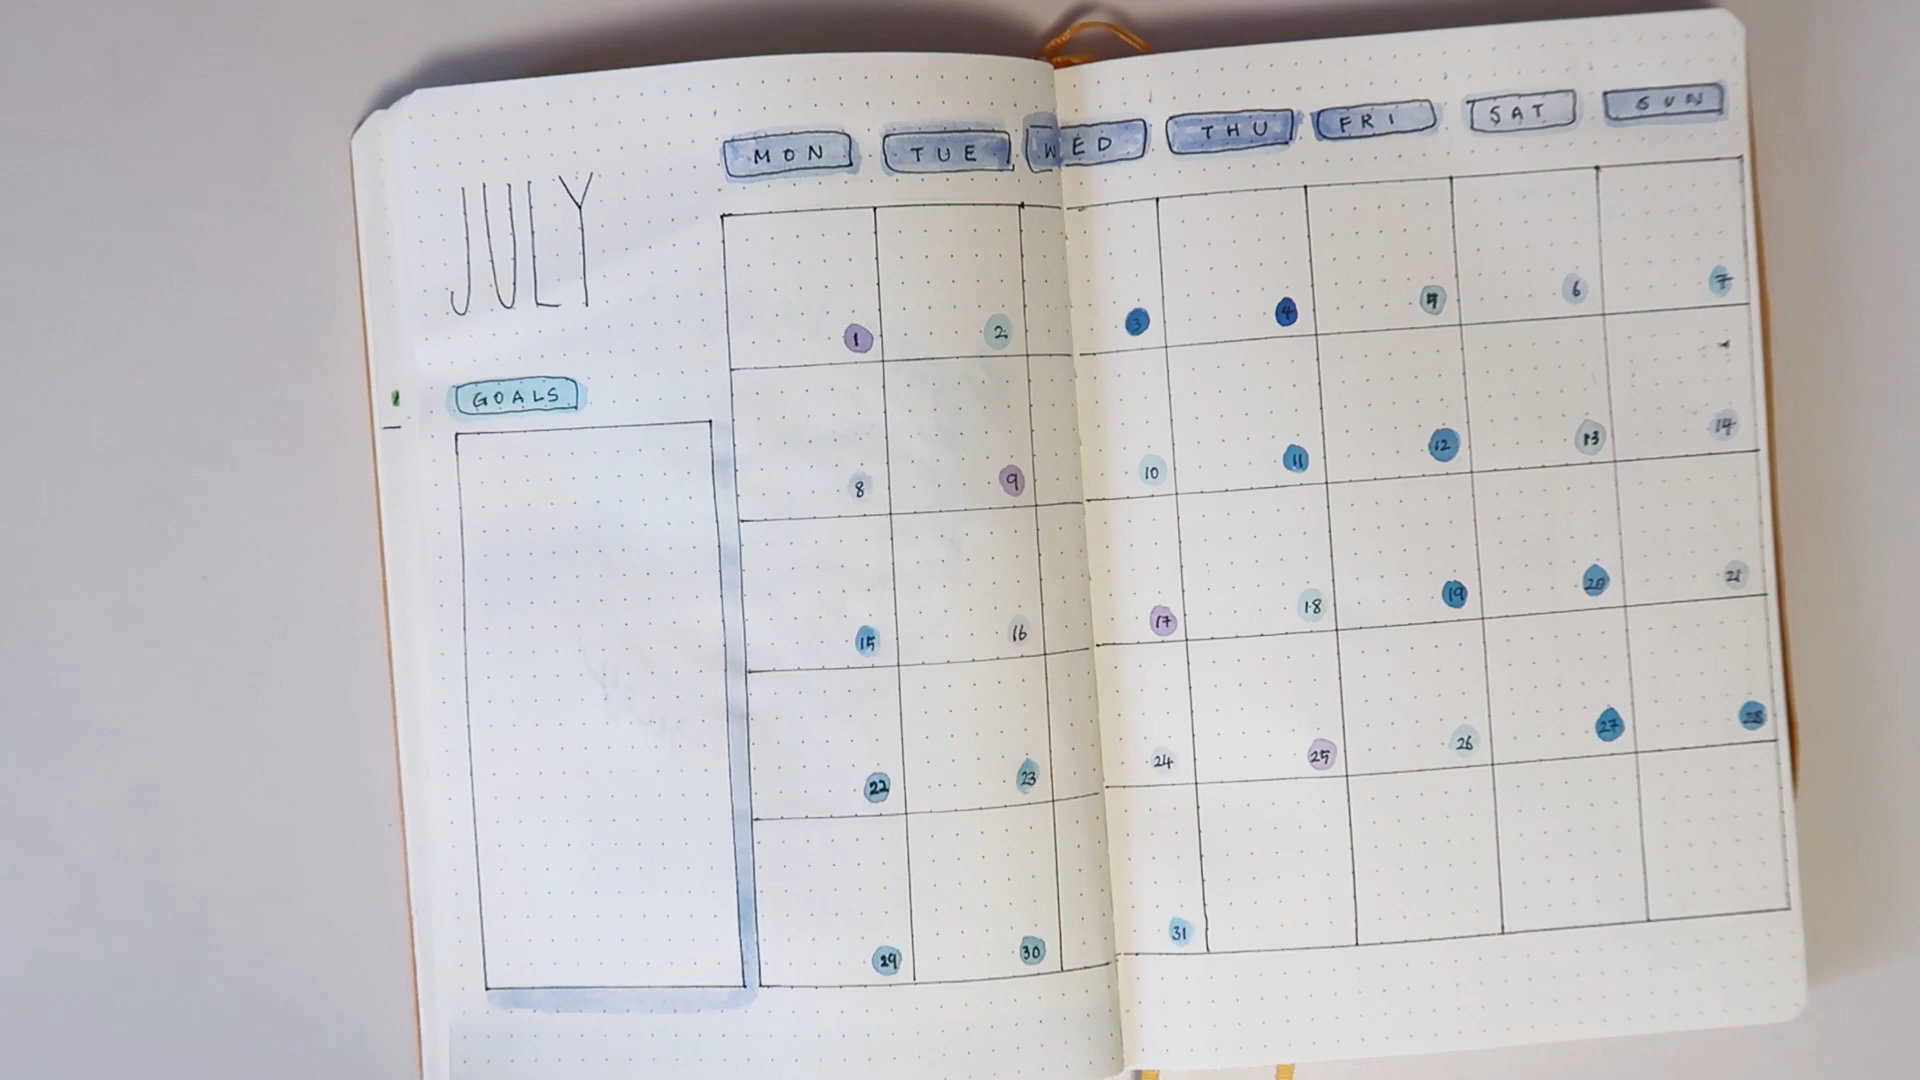 JULY
MON TUE WED THU FRI SAT SUN
GOALS
1 2 3 4 5 6 7
8 9 10 11 12 13 14
15 16 17 18 19 20 21
22 23 24 25 26 27 28
29 30 31